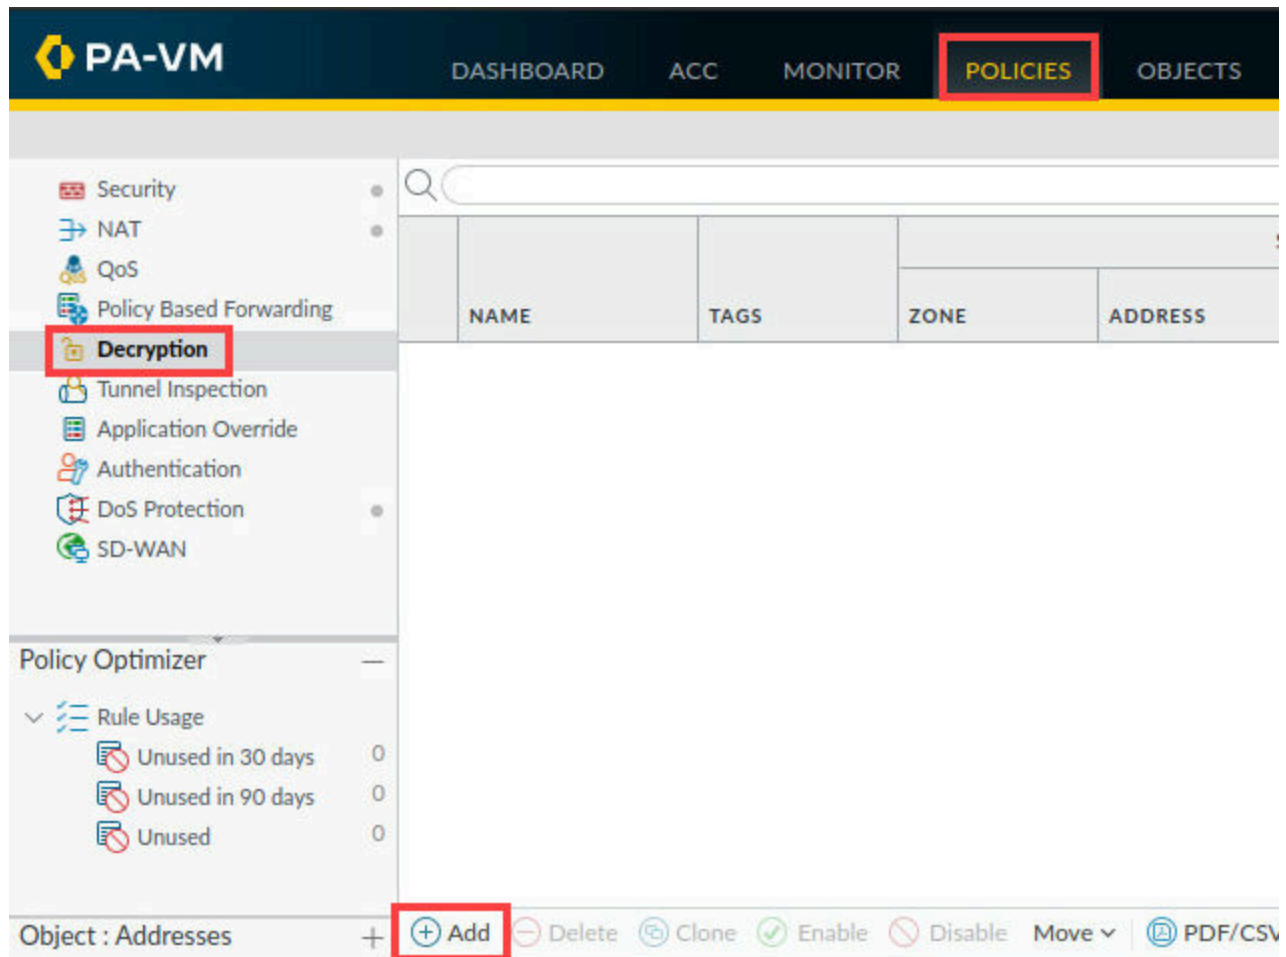 PA-VM
DASHBOARD ACC MONITOR POLICIES OBJECTS
Security
NAT
QoS
Policy Based Forwarding
Decryption
Tunnel Inspection
Application Override
Authentication
DoS Protection
SD-WAN
NAME TAGS ZONE ADDRESS
Policy Optimizer
Rule Usage
Unused in 30 days 0
Unused in 90 days 0
Unused 0
Object : Addresses
Add Delete Clone Enable Disable Move PDF/CSV